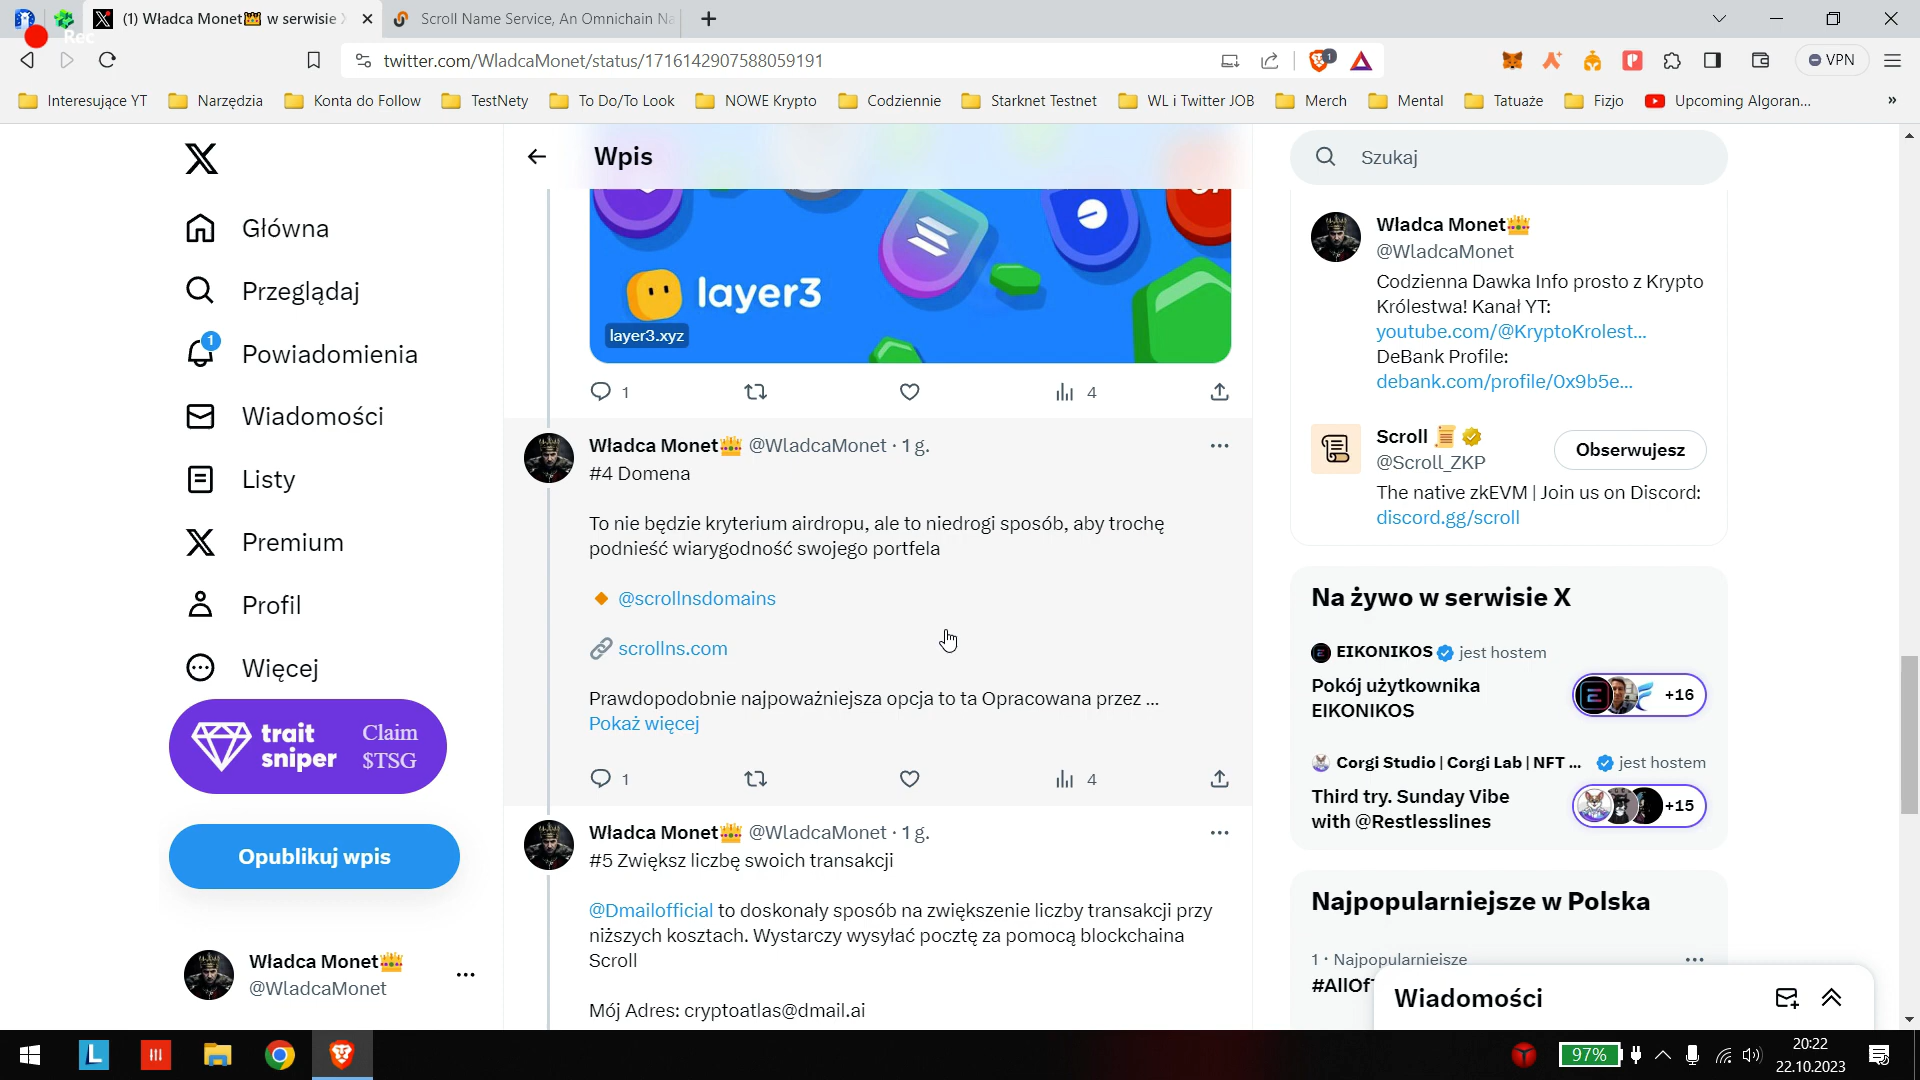 (1) Władca Monet👑 w serwisie X
Scroll Name Service, An Omnichain Na
Rec
twitter.com/WladcaMonet/status/1716142907588059191
1
VPN
Interesujące YT
Narzędzia
Konta do Follow
TestNety
To Do/To Look
NOWE Krypto
Codziennie
Starknet Testnet
WL i Twitter JOB
Merch
Mental
Tatuaże
Fizjo
Upcoming Algoran...
»
Główna
Przeglądaj
1
Powiadomienia
Wiadomości
Listy
Premium
Profil
Więcej
trait sniper
Claim $TSG
Opublikuj wpis
Władca Monet👑
@WladcaMonet
Wpis
layer3
layer3.xyz
1
4
Władca Monet👑 @WladcaMonet · 1 g.
#4 Domena
To nie będzie kryterium airdropu, ale to niedrogi sposób, aby trochę
podnieść wiarygodność swojego portfela
🔸 @scrollnsdomains
🔗 scrollns.com
Prawdopodobnie najpoważniejsza opcja to ta Opracowana przez ...
Pokaż więcej
1
4
Władca Monet👑 @WladcaMonet · 1 g.
#5 Zwiększ liczbę swoich transakcji
@Dmailofficial to doskonały sposób na zwiększenie liczby transakcji przy
niższych kosztach. Wystarczy wysyłać pocztę za pomocą blockchaina
Scroll
Mój Adres: cryptoatlas@dmail.ai
Szukaj
Władca Monet👑
@WladcaMonet
Codzienna Dawka Info prosto z Krypto
Królestwa! Kanał YT:
youtube.com/@KryptoKrolest...
DeBank Profile:
debank.com/profile/0x9b5e...
Scroll 📜
@Scroll_ZKP
Obserwujesz
The native zkEVM | Join us on Discord:
discord.gg/scroll
Na żywo w serwisie X
EIKONIKOS jest hostem
Pokój użytkownika
EIKONIKOS
+16
Corgi Studio | Corgi Lab | NFT ... jest hostem
Third try. Sunday Vibe
with @Restlesslines
+15
Najpopularniejsze w Polska
1 · Najpopularniejsze
Wiadomości
97%
20:22
22.10.2023